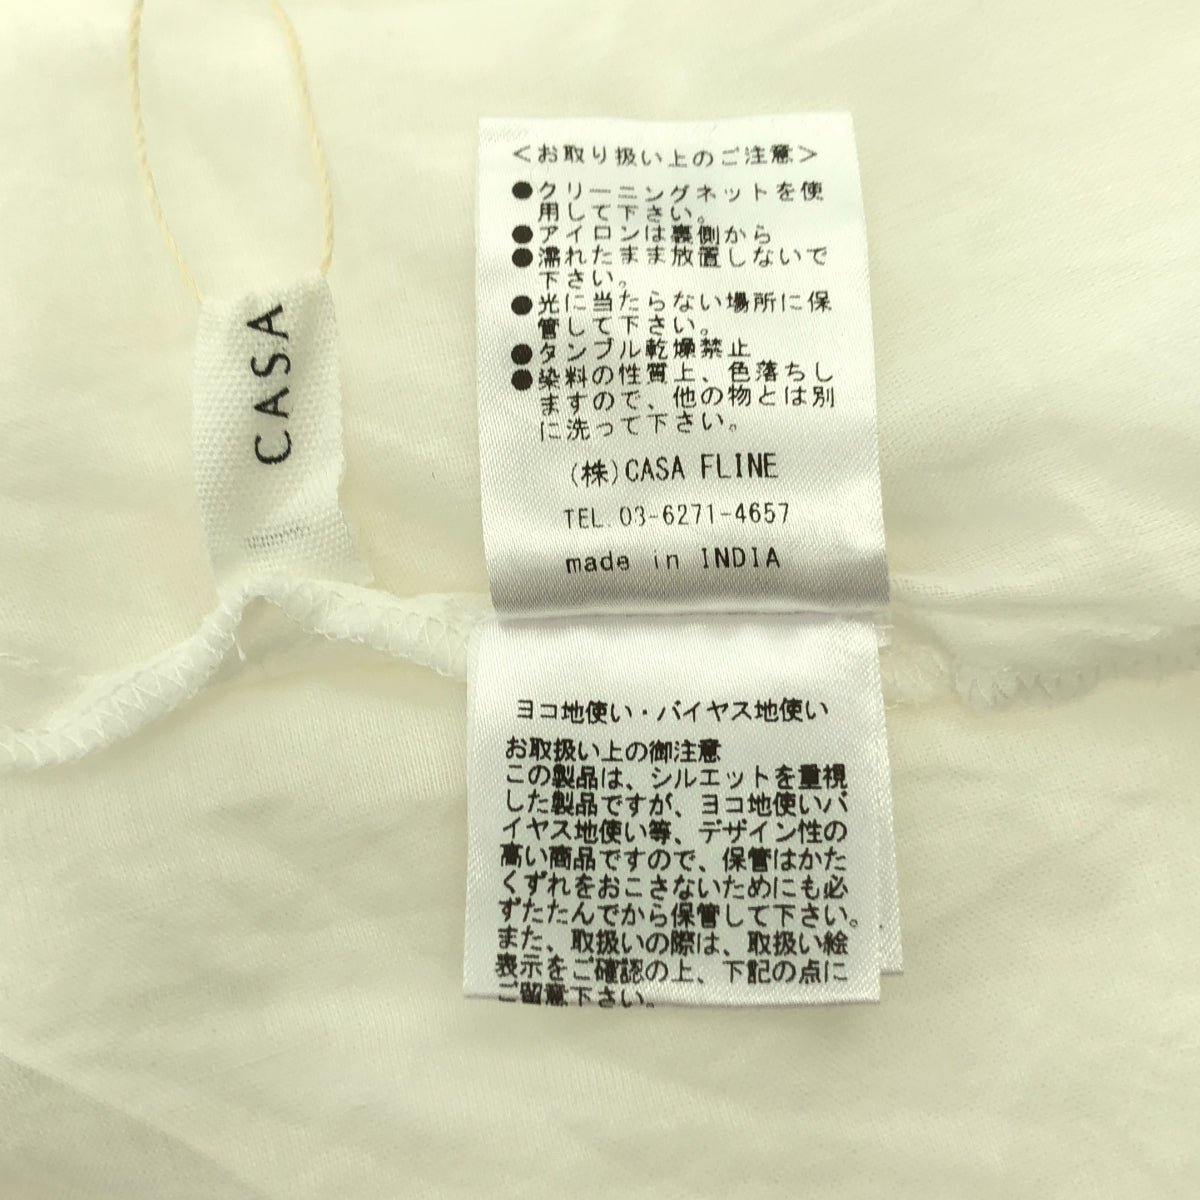 CASA
<お取り扱い上のご注意>
●クリーニングネットを使
用して下さい。
●アイロンは裏側から
●濡れたまま放置しないで
下さい。
●光に当たらない場所に保
管して下さい。
●タンブル乾燥禁止
●染料の性質上、色落ちし
ますので、他の物とは別
に洗って下さい。
(株)CASA FLINE
TEL.03-6271-4657
made in INDIA
ヨコ地使い・バイヤス地使い
お取扱い上の御注意
この製品は、シルエットを重視
した製品ですが、ヨコ地使いバ
イヤス地使い等、デザイン性の
高い商品ですので、保管はかた
くずれをおこさないためにも必
ずたたんでから保管して下さい。
また、取扱いの際は、取扱い絵
表示をご確認の上、下記の点に
ご留意下さい。